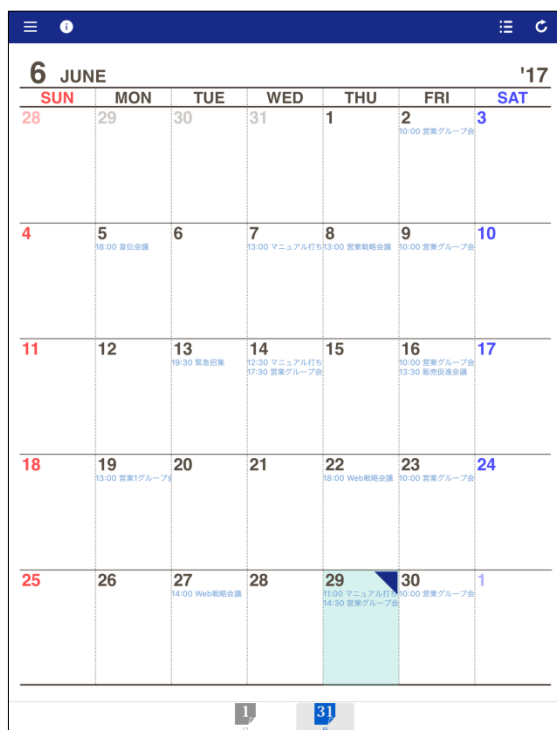 6 JUNE '17
SUN MON TUE WED THU FRI SAT
28 29 30 31 1 2 3
10:00 営業グループ会
4 5 6 7 8 9 10
18:00 宣伝会議 13:00 マニュアル打ち 13:00 営業戦略会議 10:00 営業グループ会
11 12 13 14 15 16 17
19:30 緊急招集 12:30 マニュアル打ち 10:00 営業グループ会
17:30 営業グループ会 13:30 販売促進会議
18 19 20 21 22 23 24
13:00 営業1グループ会 18:00 Web戦略会議 10:00 営業グループ会
25 26 27 28 29 30 1
14:00 Web戦略会議 11:00 マニュアル打ち 10:00 営業グループ会
14:30 営業グループ会
1 31